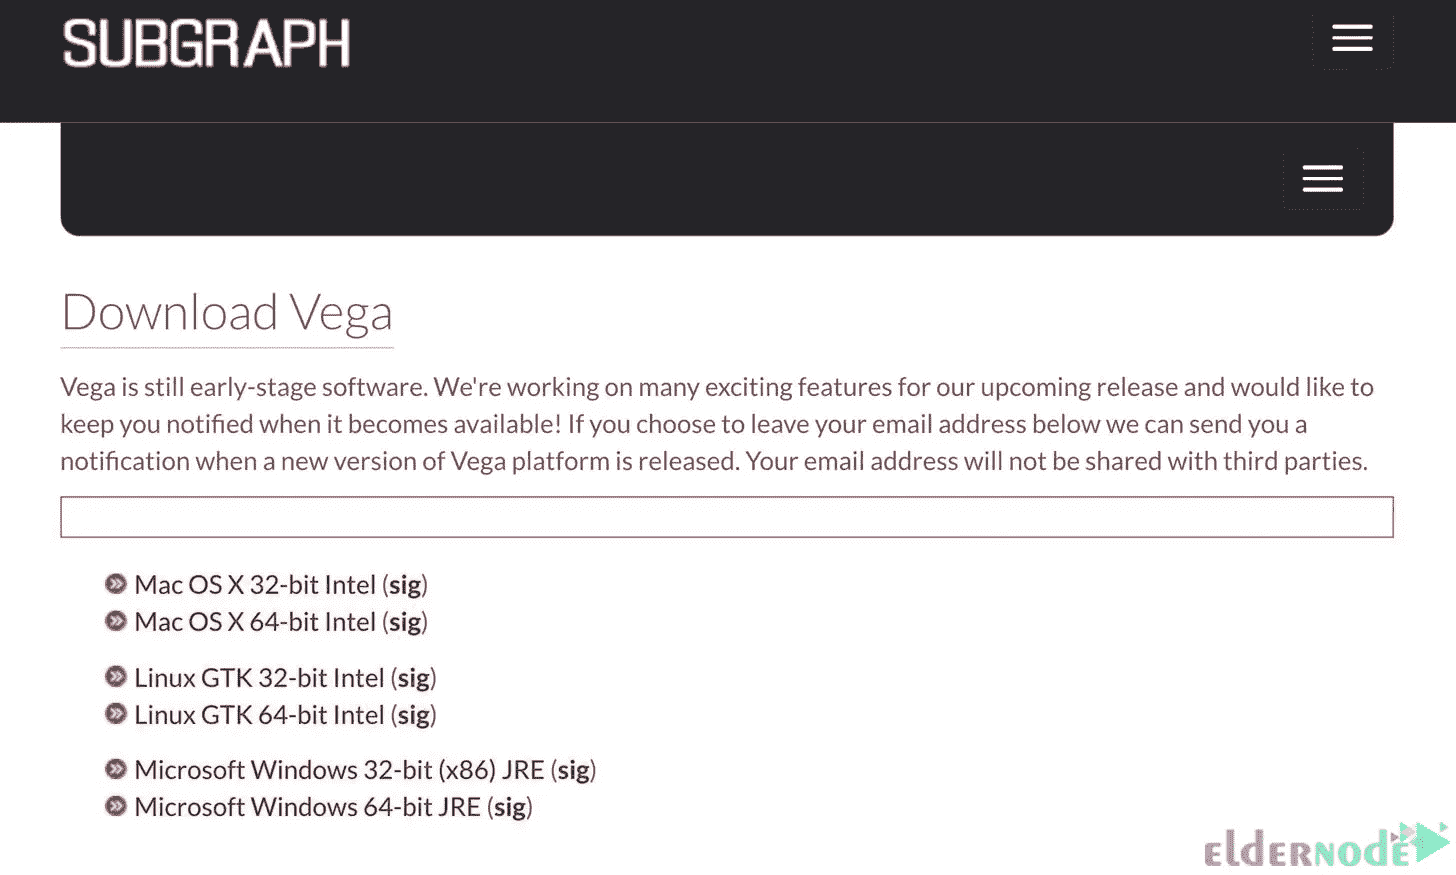 SUBGRAPH
Download Vega
Vega is still early-stage software. We're working on many exciting features for our upcoming release and would like to
keep you notified when it becomes available! If you choose to leave your email address below we can send you a
notification when a new version of Vega platform is released. Your email address will not be shared with third parties.
Mac OS X 32-bit Intel (sig)
Mac OS X 64-bit Intel (sig)
Linux GTK 32-bit Intel (sig)
Linux GTK 64-bit Intel (sig)
Microsoft Windows 32-bit (x86) JRE (sig)
Microsoft Windows 64-bit JRE (sig)
eldernode